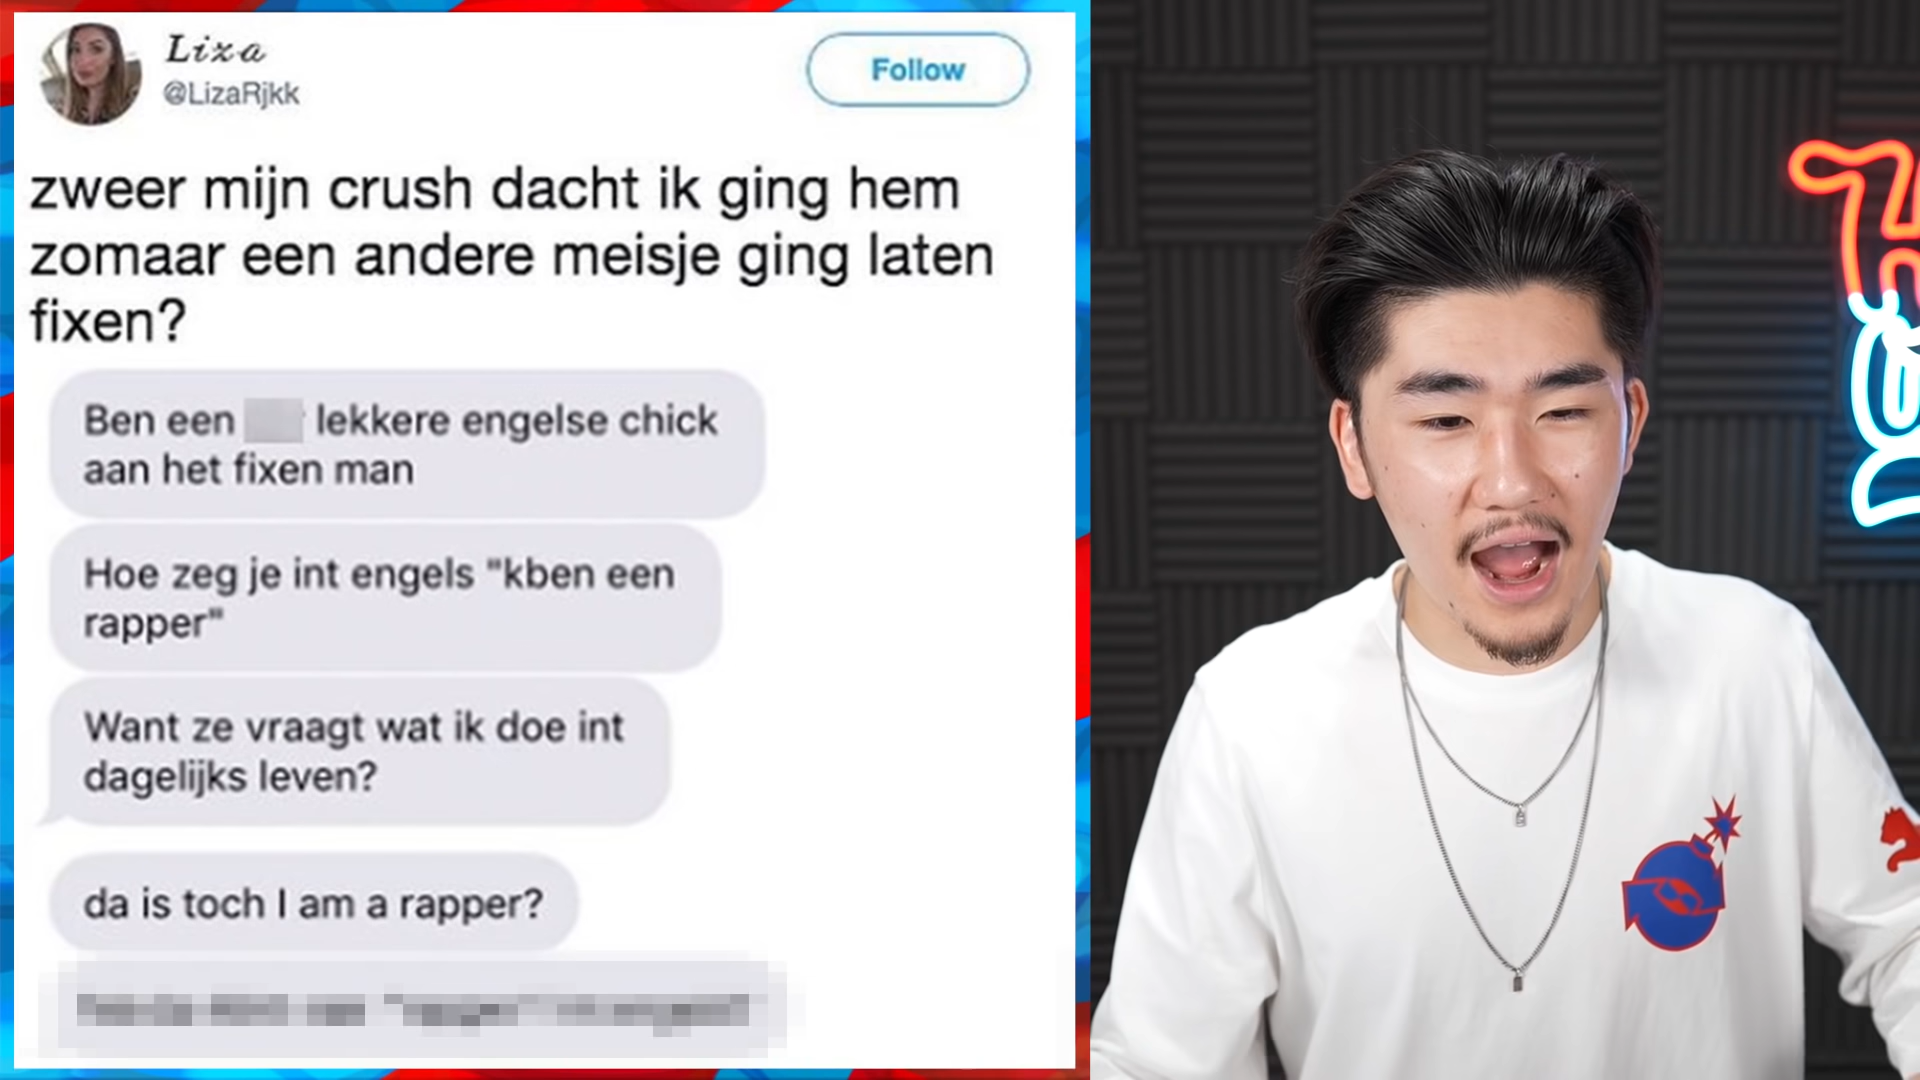 Liza
@LizaRjkk
Follow
zweer mijn crush dacht ik ging hem
zomaar een andere meisje ging laten
fixen?
Ben een lekkere engelse chick
aan het fixen man
Hoe zeg je int engels "kben een
rapper"
Want ze vraagt wat ik doe int
dagelijks leven?
da is toch I am a rapper?